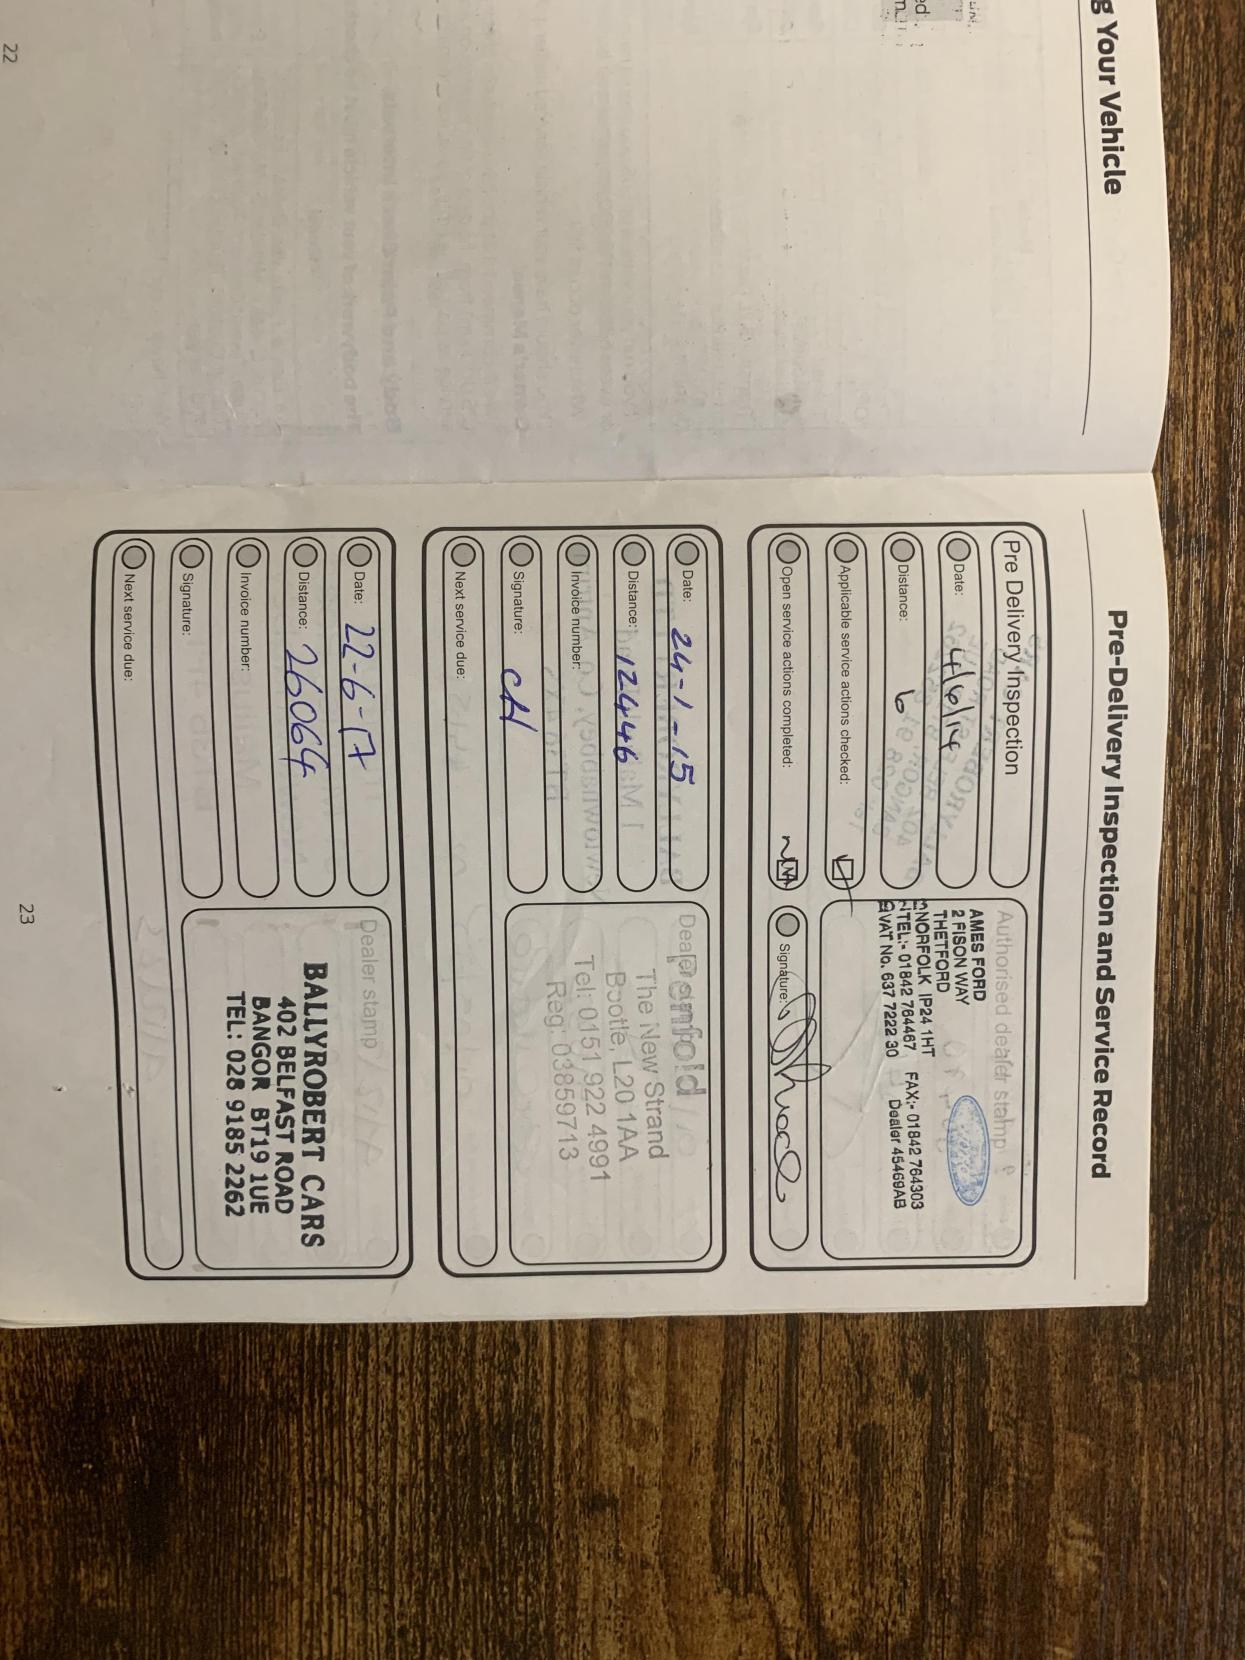 g Your Vehicle
ed
22
Pre-Delivery Inspection and Service Record
Pre Delivery Inspection
Date: 4/6/14
Distance: 6
Applicable service actions checked:
Open service actions completed: NA
Authorised dealer stamp
AMES FORD
2 FISON WAY
THETFORD
NORFOLK IP24 1HT
TEL:- 01842 764467 FAX:- 01842 764303
VAT No. 637 7222 30 Dealer 45469AB
Signature:
Date: 24-1-15
Distance: 12446
Invoice number:
Signature: CH
Next service due:
The New Strand
Bootle, L20 1AA
Tel: 0151 922 4991
Reg: 03859713
Date: 22-6-17
Distance: 26064
Invoice number:
Signature:
Next service due:
Dealer stamp
BALLYROBERT CARS
402 BELFAST ROAD
BANGOR BT19 1UE
TEL: 028 9185 2262
23